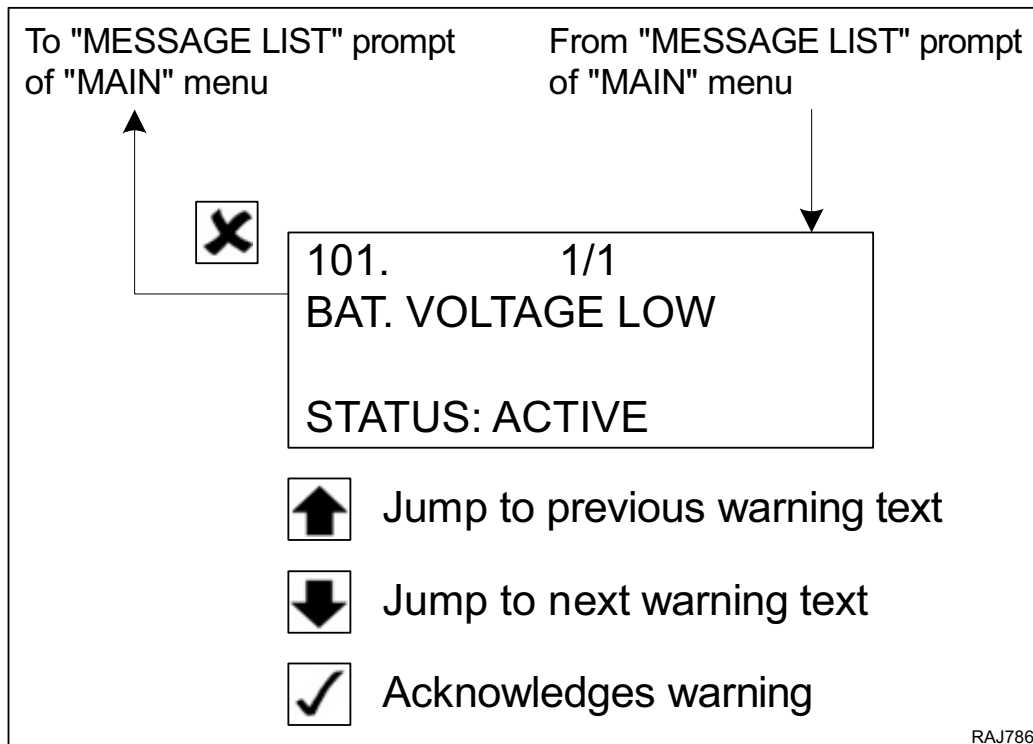 To "MESSAGE LIST" prompt
of "MAIN" menu
From "MESSAGE LIST" prompt
of "MAIN" menu
101. 1/1
BAT. VOLTAGE LOW
STATUS: ACTIVE
Jump to previous warning text
Jump to next warning text
Acknowledges warning
RAJ786